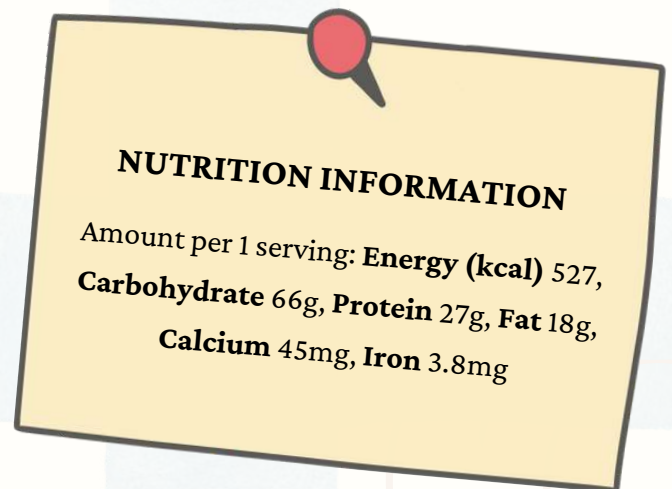 NUTRITION INFORMATION
Amount per 1 serving: Energy (kcal) 527,
Carbohydrate 66g, Protein 27g, Fat 18g,
Calcium 45mg, Iron 3.8mg